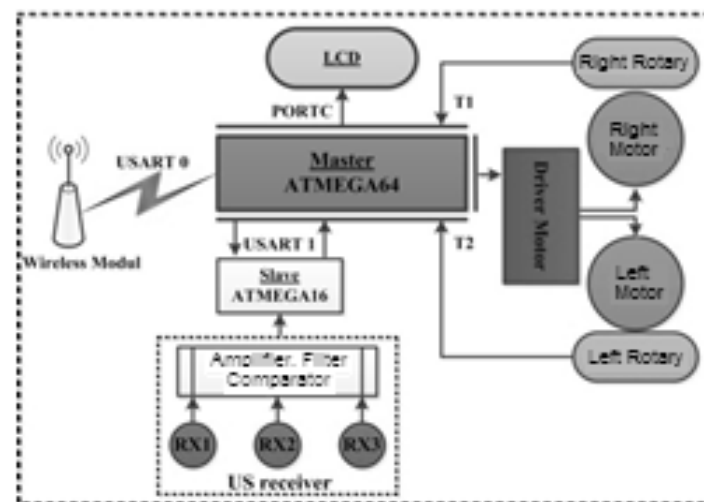 LCD
Right Rotary
PORTC
T1
Right
Motor
USART 0
Master
ATMEGA64
Driver Motor
Wireless Modul
USART 1
T2
Slave
ATMEGA16
Left
Motor
Amplifier, Filter
Comparator
Left Rotary
RX1
RX2
RX3
US receiver